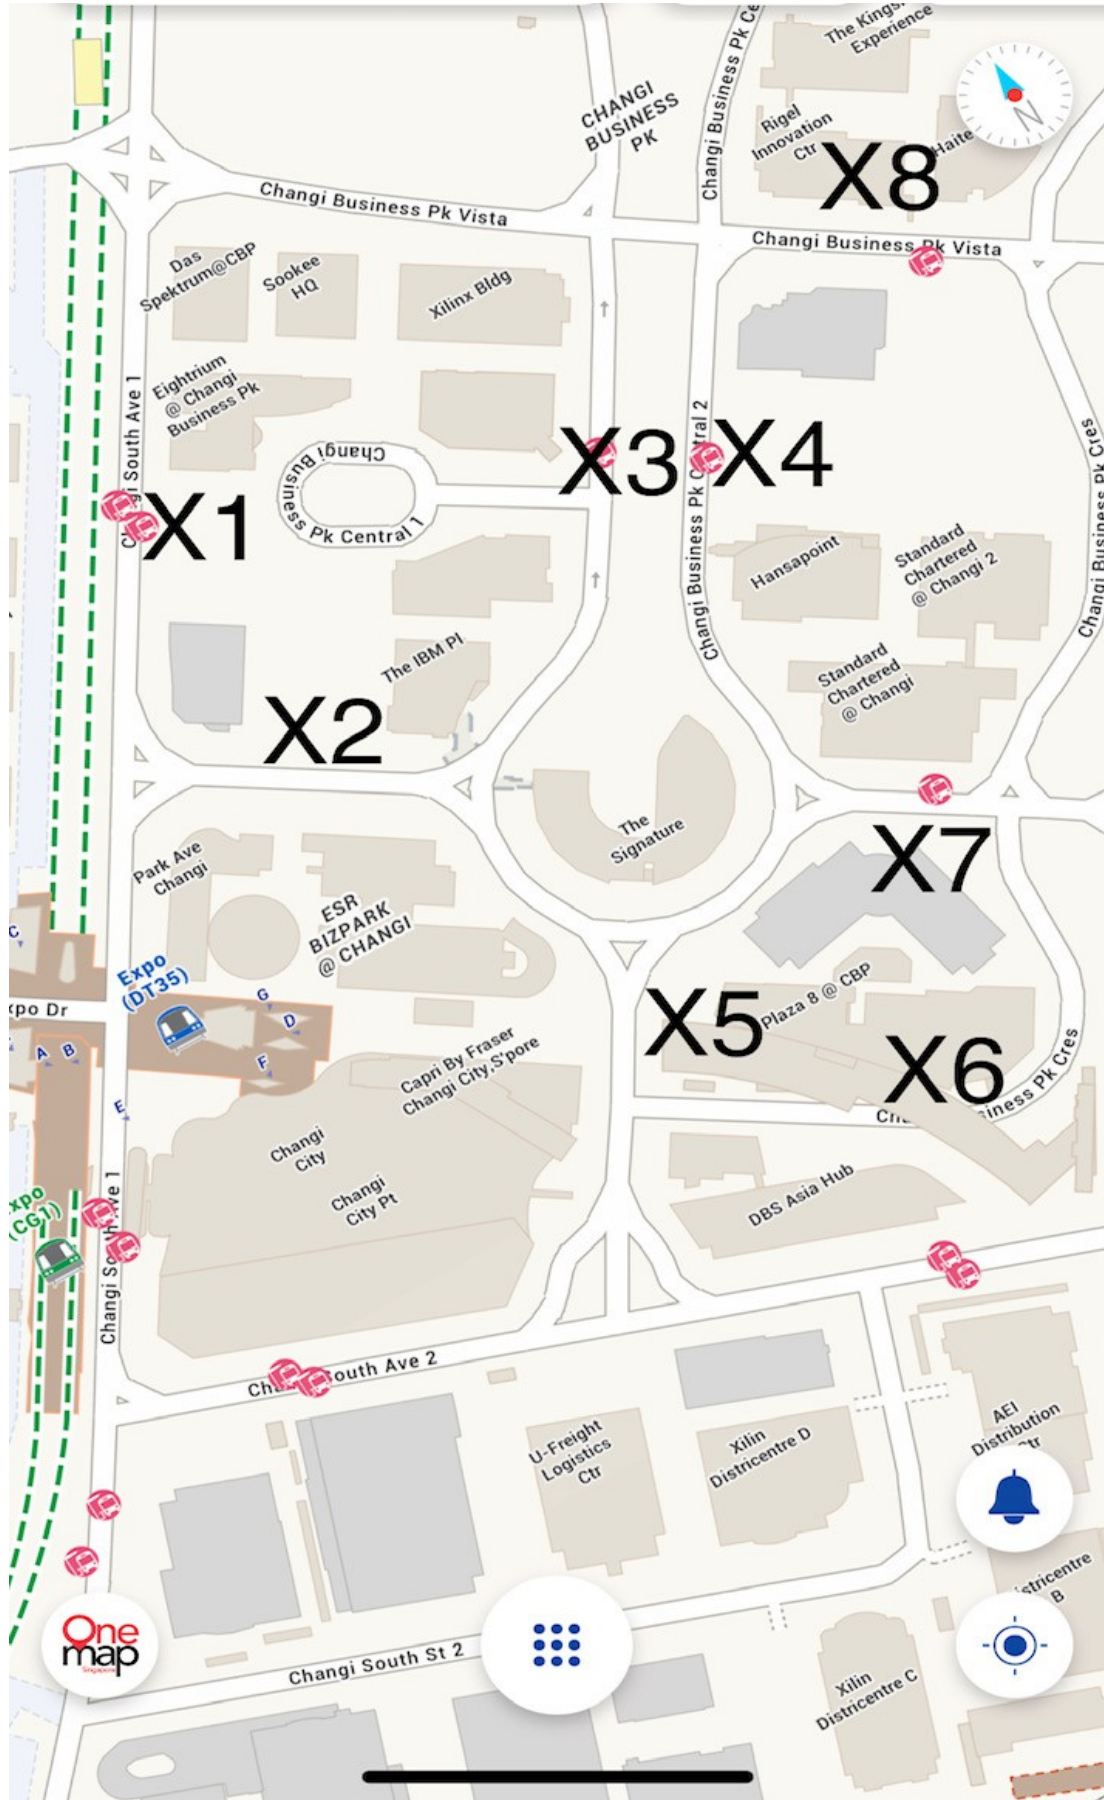 The Kings
Experience
Changi Business Pk Ce
CHANGI
BUSINESS
PK
Rigel
Innovation
Ctr
Haite
N
X8
Changi Business Pk Vista
Changi Business Pk Vista
Das
Spektrum@CBP
Sookee
HQ
Xilinx Bldg
Eightrium
@ Changi
Business Pk
Changi South Ave 1
Changi Business Pk Central 1
Changi Business Pk Central 2
X1
X3
X4
Changi Business Pk Cres
Hansapoint
Standard
Chartered
@ Changi 2
Standard
Chartered
@ Changi
The IBM Pl
X2
The
Signature
X7
Park Ave
Changi
ESR
BIZPARK
@ CHANGI
Expo
(DT35)
C
xpo Dr
A
B
G
D
F
E
X5
Plaza 8 @ CBP
X6
Capri By Fraser
Changi City S'pore
Changi
City
Changi
City Pt
DBS Asia Hub
xpo
(CG1)
Changi South Ave 1
South Ave 2
U-Freight
Logistics
Ctr
Xilin
Districentre D
AEI
Distribution
Ctr
istricentre
B
One
map
Singapore
Changi South St 2
Xilin
Districentre C